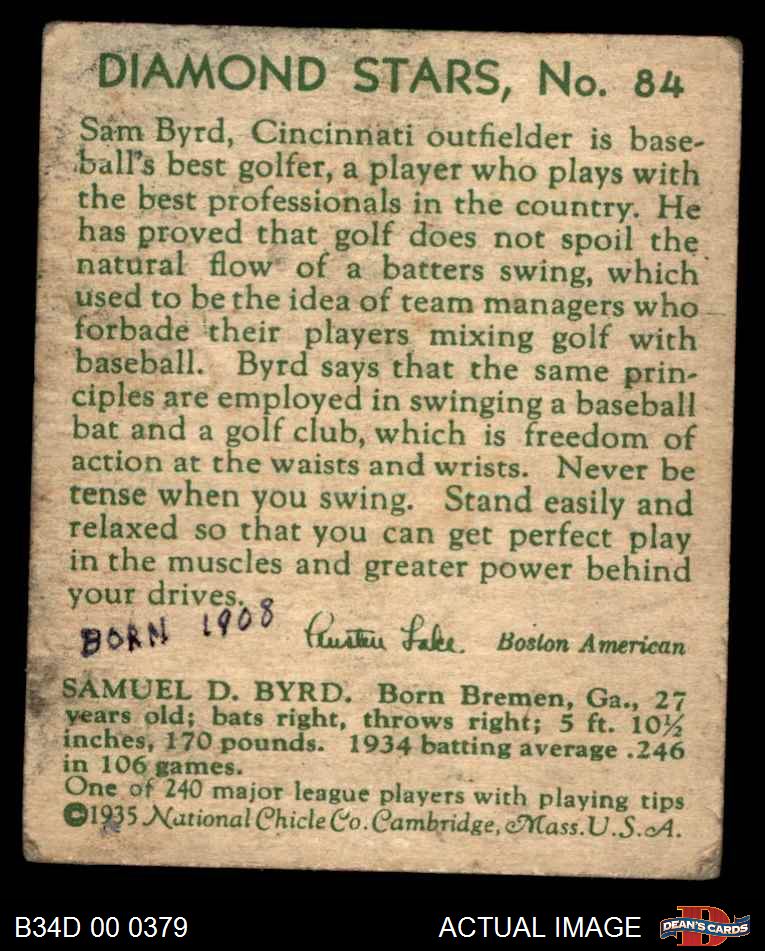 DIAMOND STARS, No. 84
Sam Byrd, Cincinnati outfielder is base-
ball's best golfer, a player who plays with
the best professionals in the country. He
has proved that golf does not spoil the
natural flow of a batters swing, which
used to be the idea of team managers who
forbade their players mixing golf with
baseball. Byrd says that the same prin-
ciples are employed in swinging a baseball
bat and a golf club, which is freedom of
action at the waists and wrists. Never be
tense when you swing. Stand easily and
relaxed so that you can get perfect play
in the muscles and greater power behind
your drives.
BORN 1908
Austen Lake. Boston American
SAMUEL D. BYRD. Born Bremen, Ga., 27
years old; bats right, throws right; 5 ft. 10½
inches, 170 pounds. 1934 batting average .246
in 106 games.
One of 240 major league players with playing tips
©1935 National Chicle Co. Cambridge, Mass. U.S.A.
B34D 00 0379 ACTUAL IMAGE DEAN'S CARDS